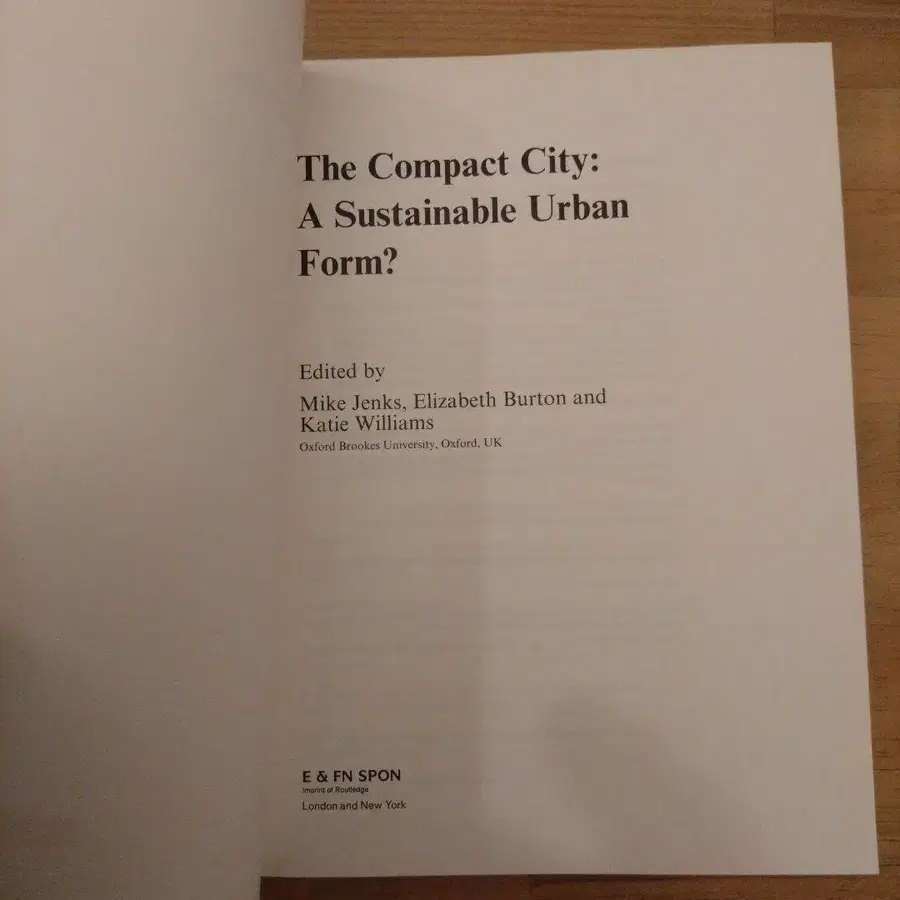 The Compact City:
A Sustainable Urban
Form?
Edited by
Mike Jenks, Elizabeth Burton and
Katie Williams
Oxford Brookes University, Oxford, UK
E & FN SPON
Imprint of Routledge
London and New York